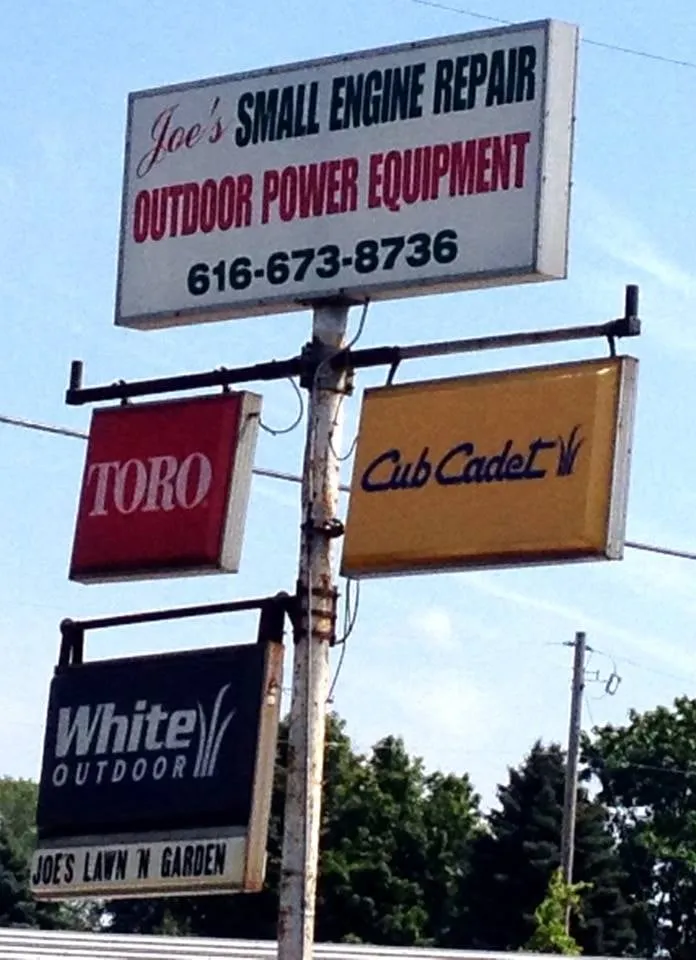 Joe's SMALL ENGINE REPAIR
OUTDOOR POWER EQUIPMENT
616-673-8736
TORO
Cub Cadet
White
OUTDOOR
JOE'S LAWN 'N GARDEN